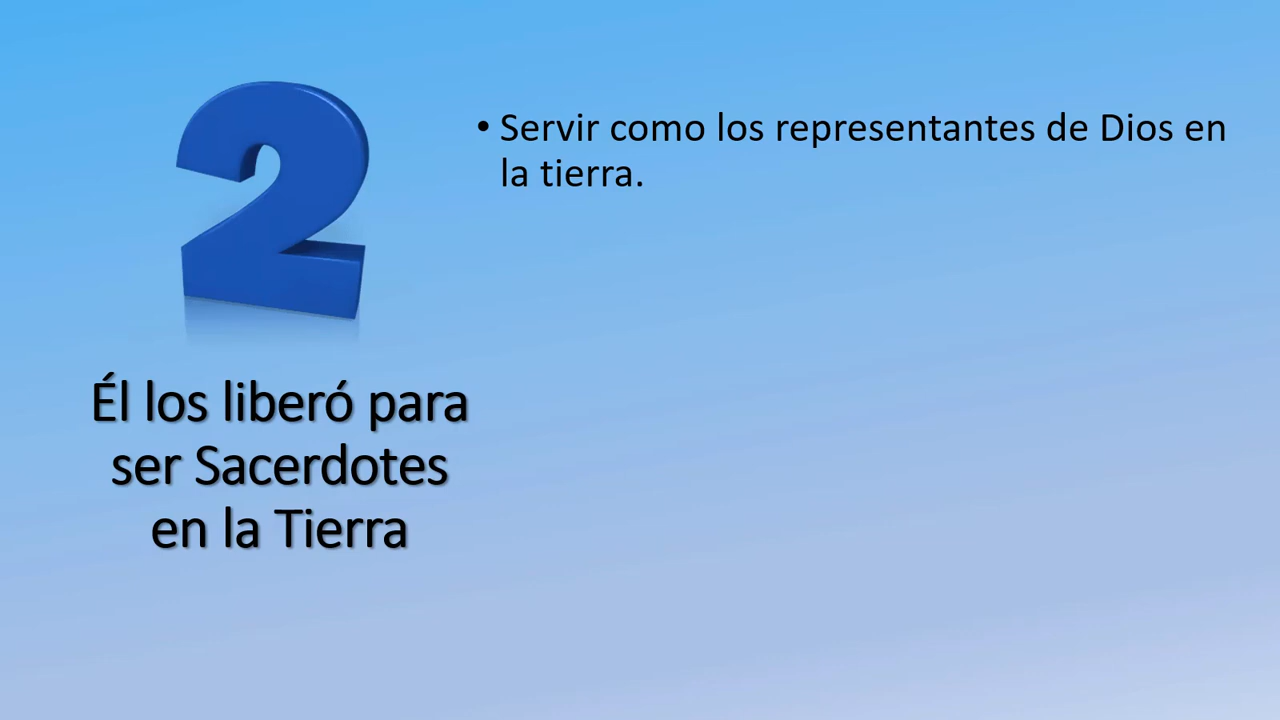 2
Él los liberó para
ser Sacerdotes
en la Tierra
• Servir como los representantes de Dios en
la tierra.